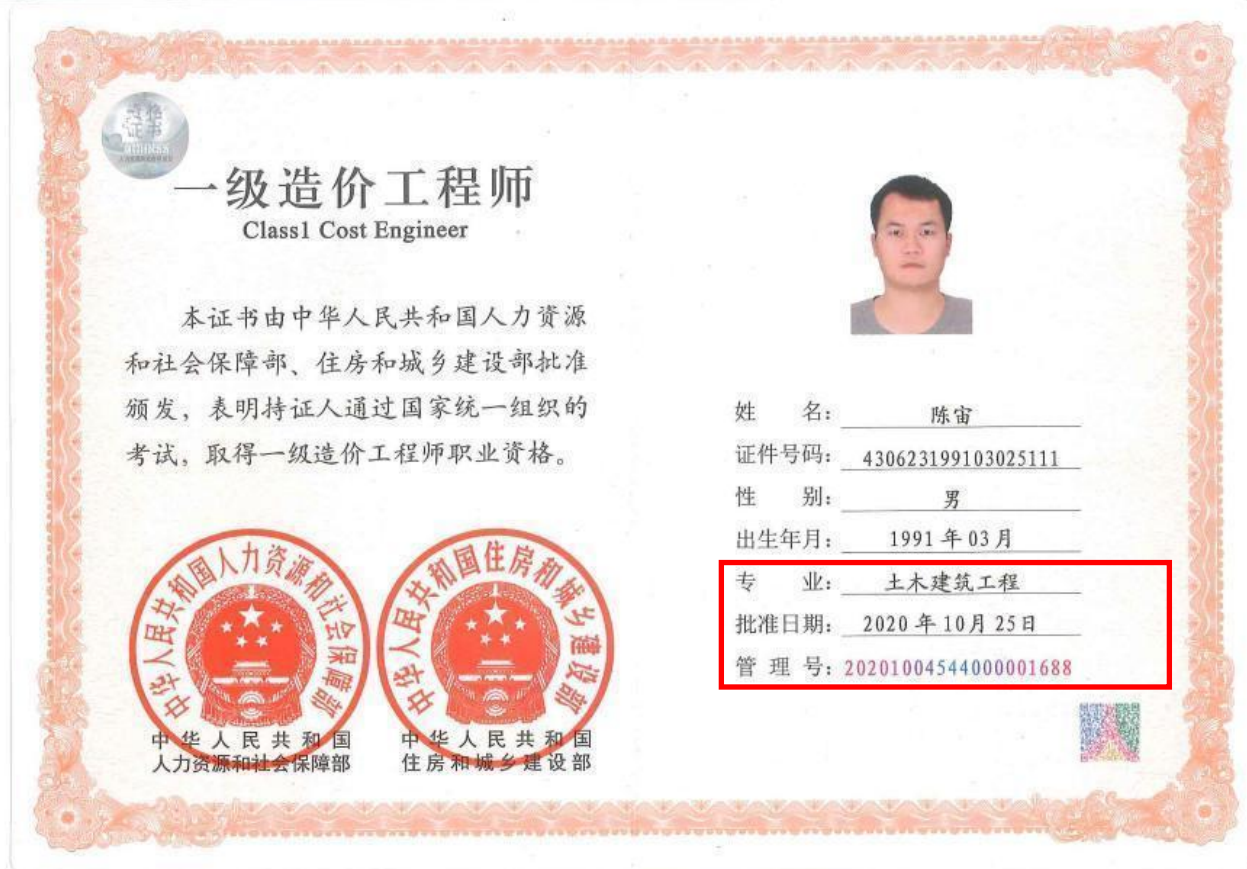 资格证书
一级造价工程师
Class1 Cost Engineer
本证书由中华人民共和国人力资源
和社会保障部、住房和城乡建设部批准
颁发，表明持证人通过国家统一组织的
考试，取得一级造价工程师职业资格。
中华人民共和国人力资源和社会保障部
中华人民共和国住房和城乡建设部
中华人民共和国
人力资源和社会保障部
中华人民共和国
住房和城乡建设部
姓 名：陈宙
证件号码：430623199103025111
性 别：男
出生年月：1991年03月
专 业：土木建筑工程
批准日期：2020年10月25日
管 理 号：20201004544000001688